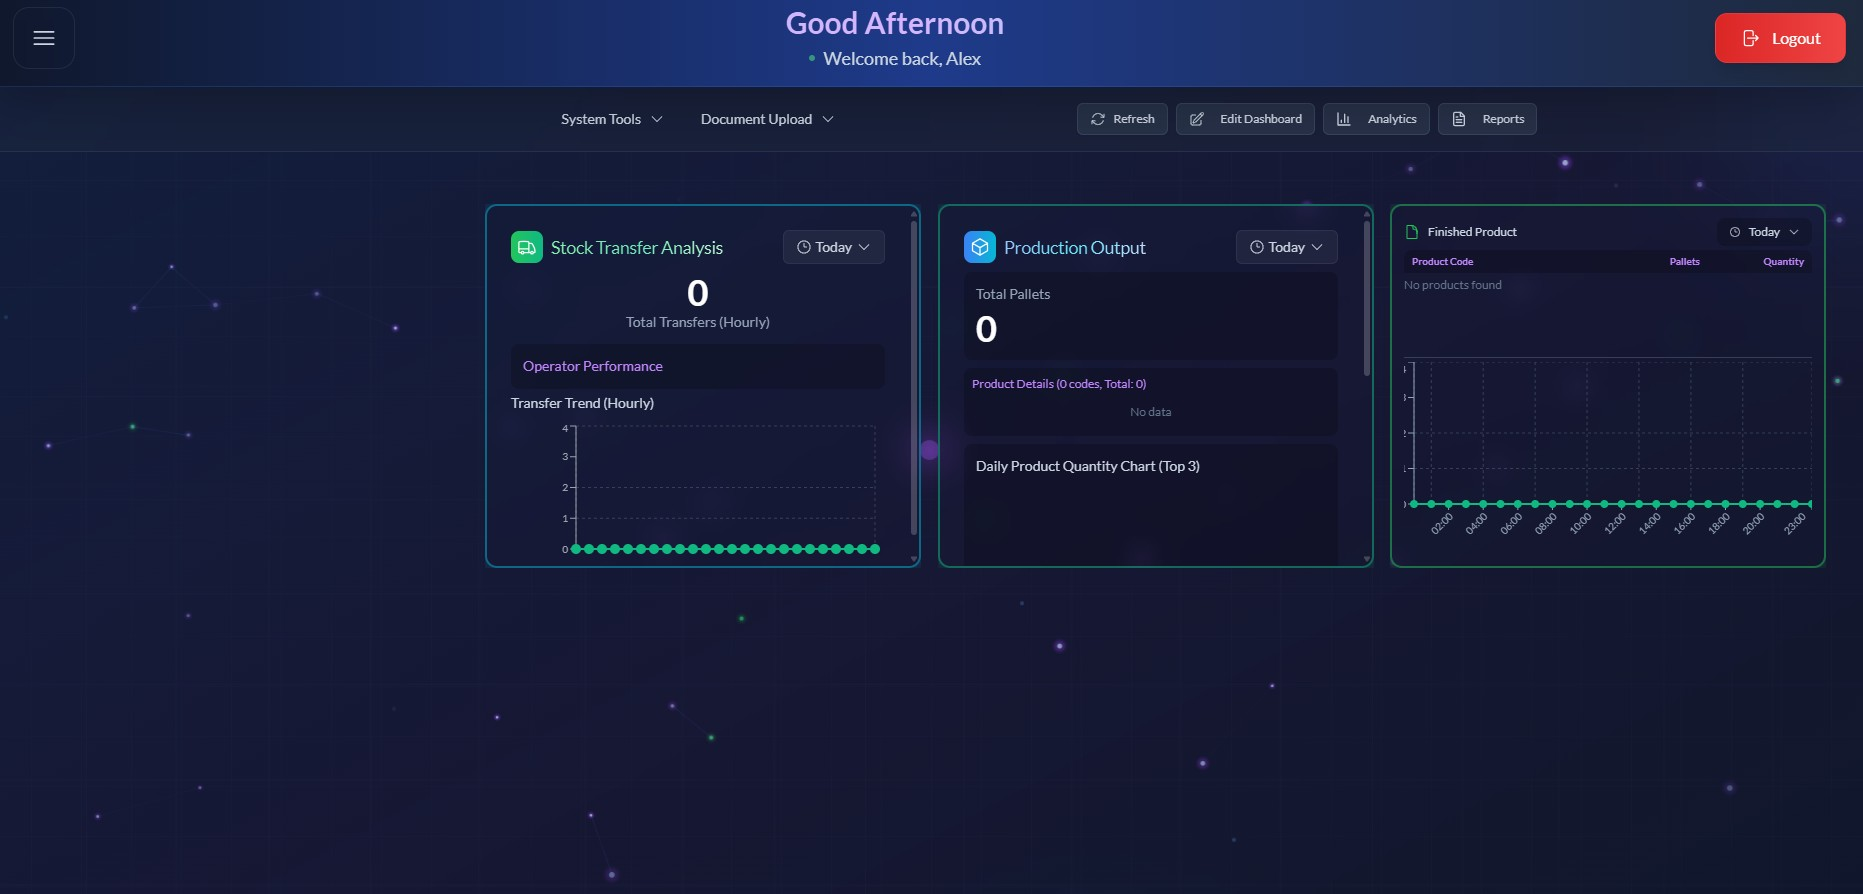 Good Afternoon
Welcome back, Alex
Logout
System Tools
Document Upload
Refresh
Edit Dashboard
Analytics
Reports
Stock Transfer Analysis
Today
0
Total Transfers (Hourly)
Operator Performance
Transfer Trend (Hourly)
4
3
2
1
0
Production Output
Today
Total Pallets
0
Product Details (0 codes, Total: 0)
No data
Daily Product Quantity Chart (Top 3)
Finished Product
Today
Product Code Pallets Quantity
No products found
4
3
2
1
02:00 04:00 06:00 08:00 10:00 12:00 14:00 16:00 18:00 20:00 23:00